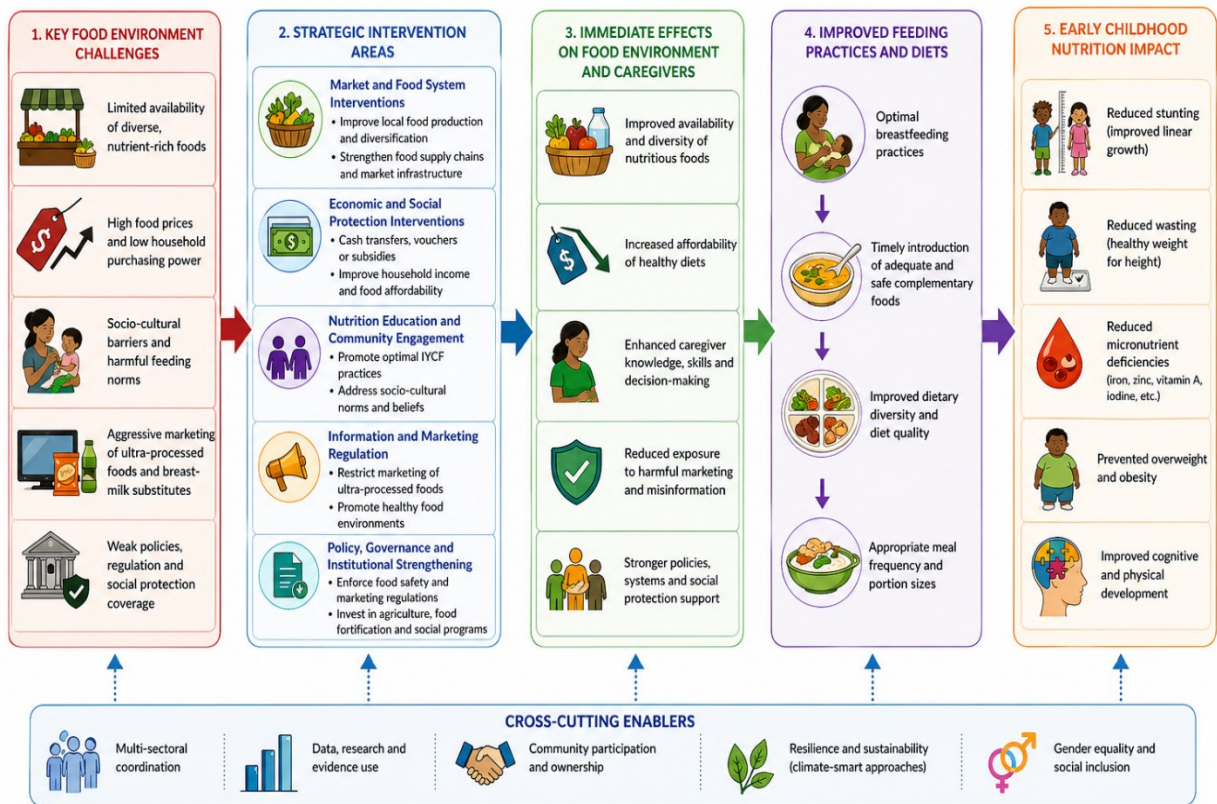 1. KEY FOOD ENVIRONMENT
CHALLENGES
Limited availability
of diverse,
nutrient-rich foods
High food prices
and low household
purchasing power
Socio-cultural
barriers and harmful
feeding norms
Aggressive marketing
of ultra-processed
foods and breast-
milk substitutes
Weak policies,
regulation and
social protection
coverage
2. STRATEGIC INTERVENTION
AREAS
Market and Food System
Interventions
• Improve local food production
and diversification
• Strengthen food supply chains
and market infrastructure
Economic and Social
Protection Interventions
• Cash transfers, vouchers
or subsidies
• Improve household income
and food affordability
Nutrition Education and
Community Engagement
• Promote optimal IYCF
practices
• Address socio-cultural
norms and beliefs
Information and Marketing
Regulation
• Restrict marketing of
ultra-processed foods
• Promote healthy food
environments
Policy, Governance and
Institutional Strengthening
• Enforce food safety and
marketing regulations
• Invest in agriculture, food
fortification and social programs
3. IMMEDIATE EFFECTS
ON FOOD ENVIRONMENT
AND CAREGIVERS
Improved availability
and diversity of
nutritious foods
Increased affordability
of healthy diets
Enhanced caregiver
knowledge, skills and
decision-making
Reduced exposure
to harmful marketing
and misinformation
Stronger policies,
systems and social
protection support
4. IMPROVED FEEDING
PRACTICES AND DIETS
Optimal
breastfeeding
practices
Timely introduction
of adequate and
safe complementary
foods
Improved dietary
diversity and
diet quality
Appropriate meal
frequency and
portion sizes
5. EARLY CHILDHOOD
NUTRITION IMPACT
Reduced stunting
(improved linear
growth)
Reduced wasting
(healthy weight
for height)
Reduced
micronutrient
deficiencies
(iron, zinc, vitamin A,
iodine, etc.)
Prevented overweight
and obesity
Improved cognitive
and physical
development
CROSS-CUTTING ENABLERS
Multi-sectoral
coordination
Data, research and
evidence use
Community participation
and ownership
Resilience and sustainability
(climate-smart approaches)
Gender equality and
social inclusion